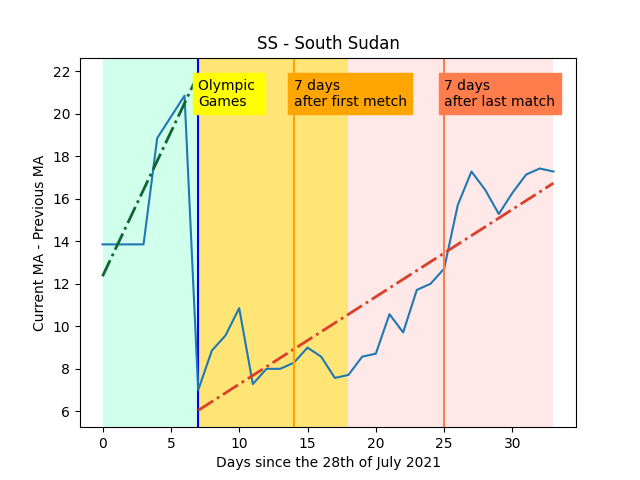 SS - South Sudan
22
20
18
16
14
12
10
8
6
Current MA - Previous MA
Olympic
Games
7 days
after first metch
7 days
after last match
0
5
10
15
20
25
30
Days since the 28th of July 2021